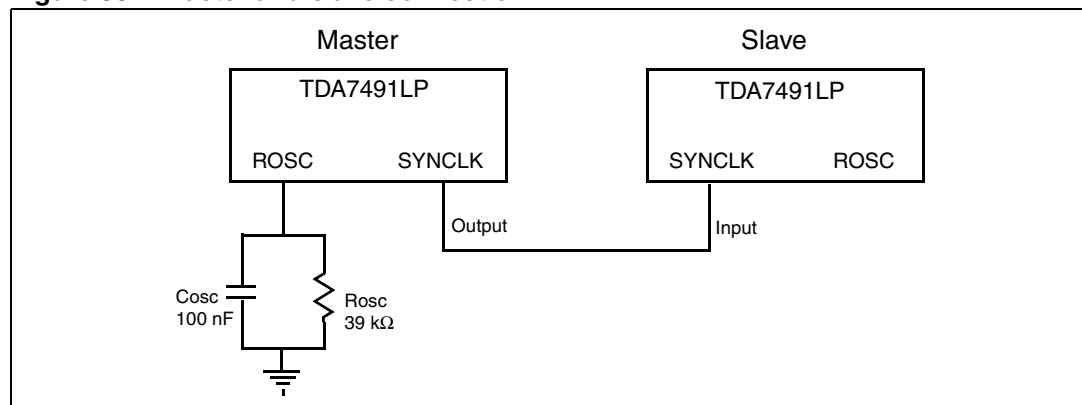 Master
Slave
TDA7491LP
TDA7491LP
ROSC
SYNCLK
SYNCLK
ROSC
Output
Input
Cosc
100 nF
Rosc
39 kΩ